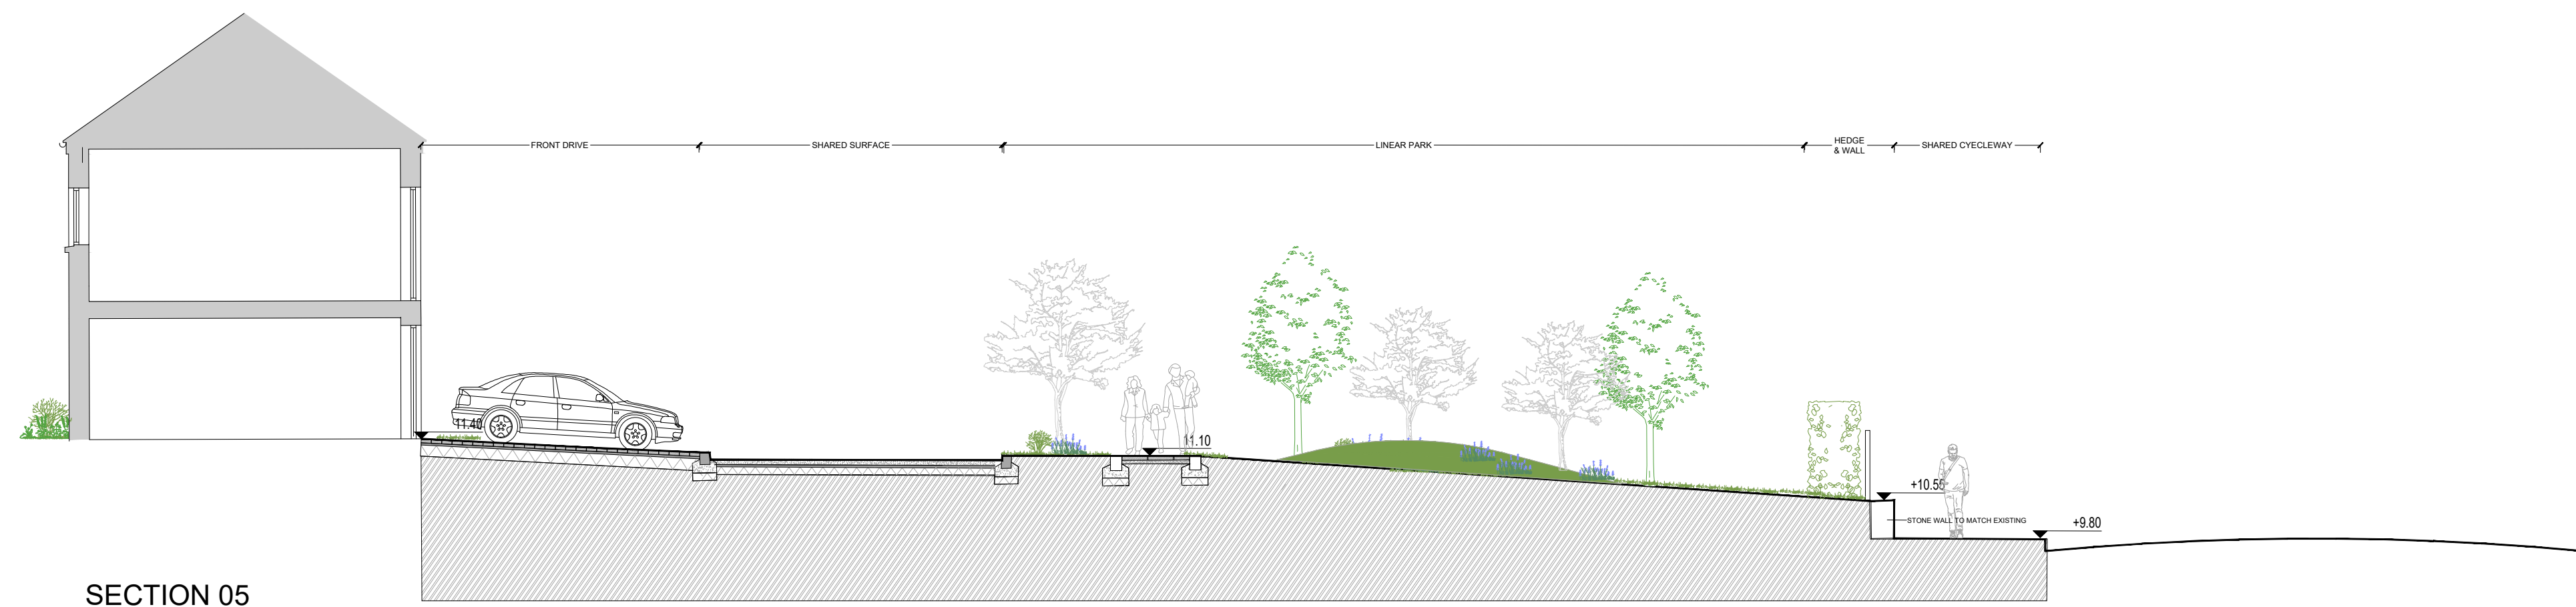 FRONT DRIVE
SHARED SURFACE
LINEAR PARK
HEDGE
& WALL
SHARED CYECLEWAY
11.40
11.10
+10.55
STONE WALL TO MATCH EXISTING
+9.80
SECTION 05